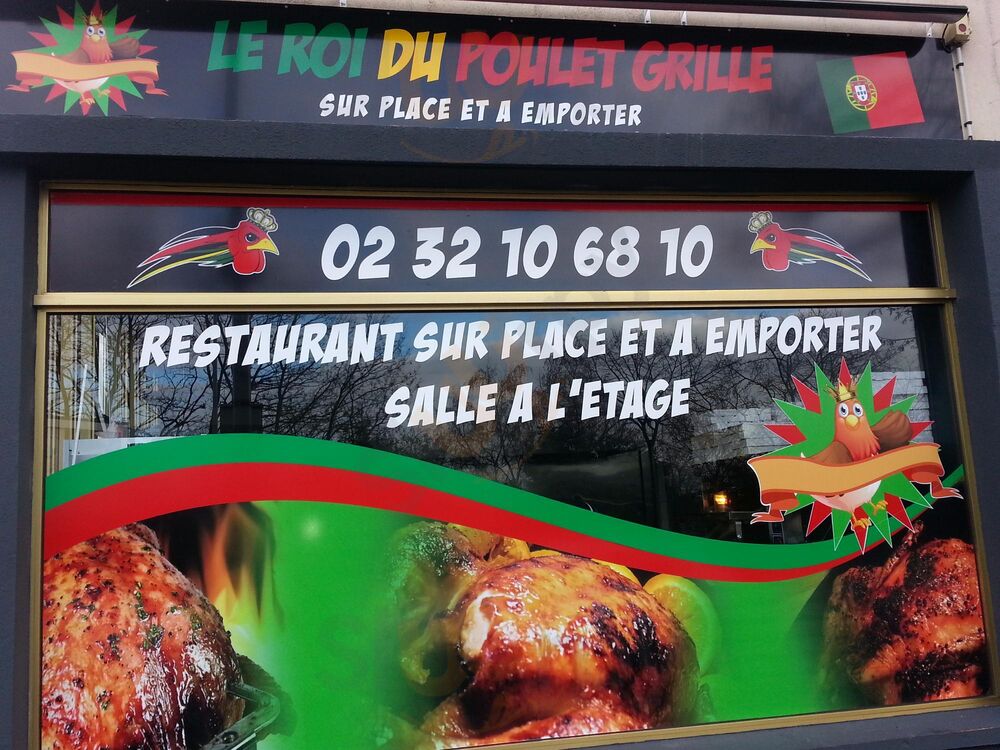 LE ROI DU POULET GRILLE
SUR PLACE ET A EMPORTER
02 32 10 68 10
RESTAURANT SUR PLACE ET A EMPORTER
SALLE A L'ETAGE